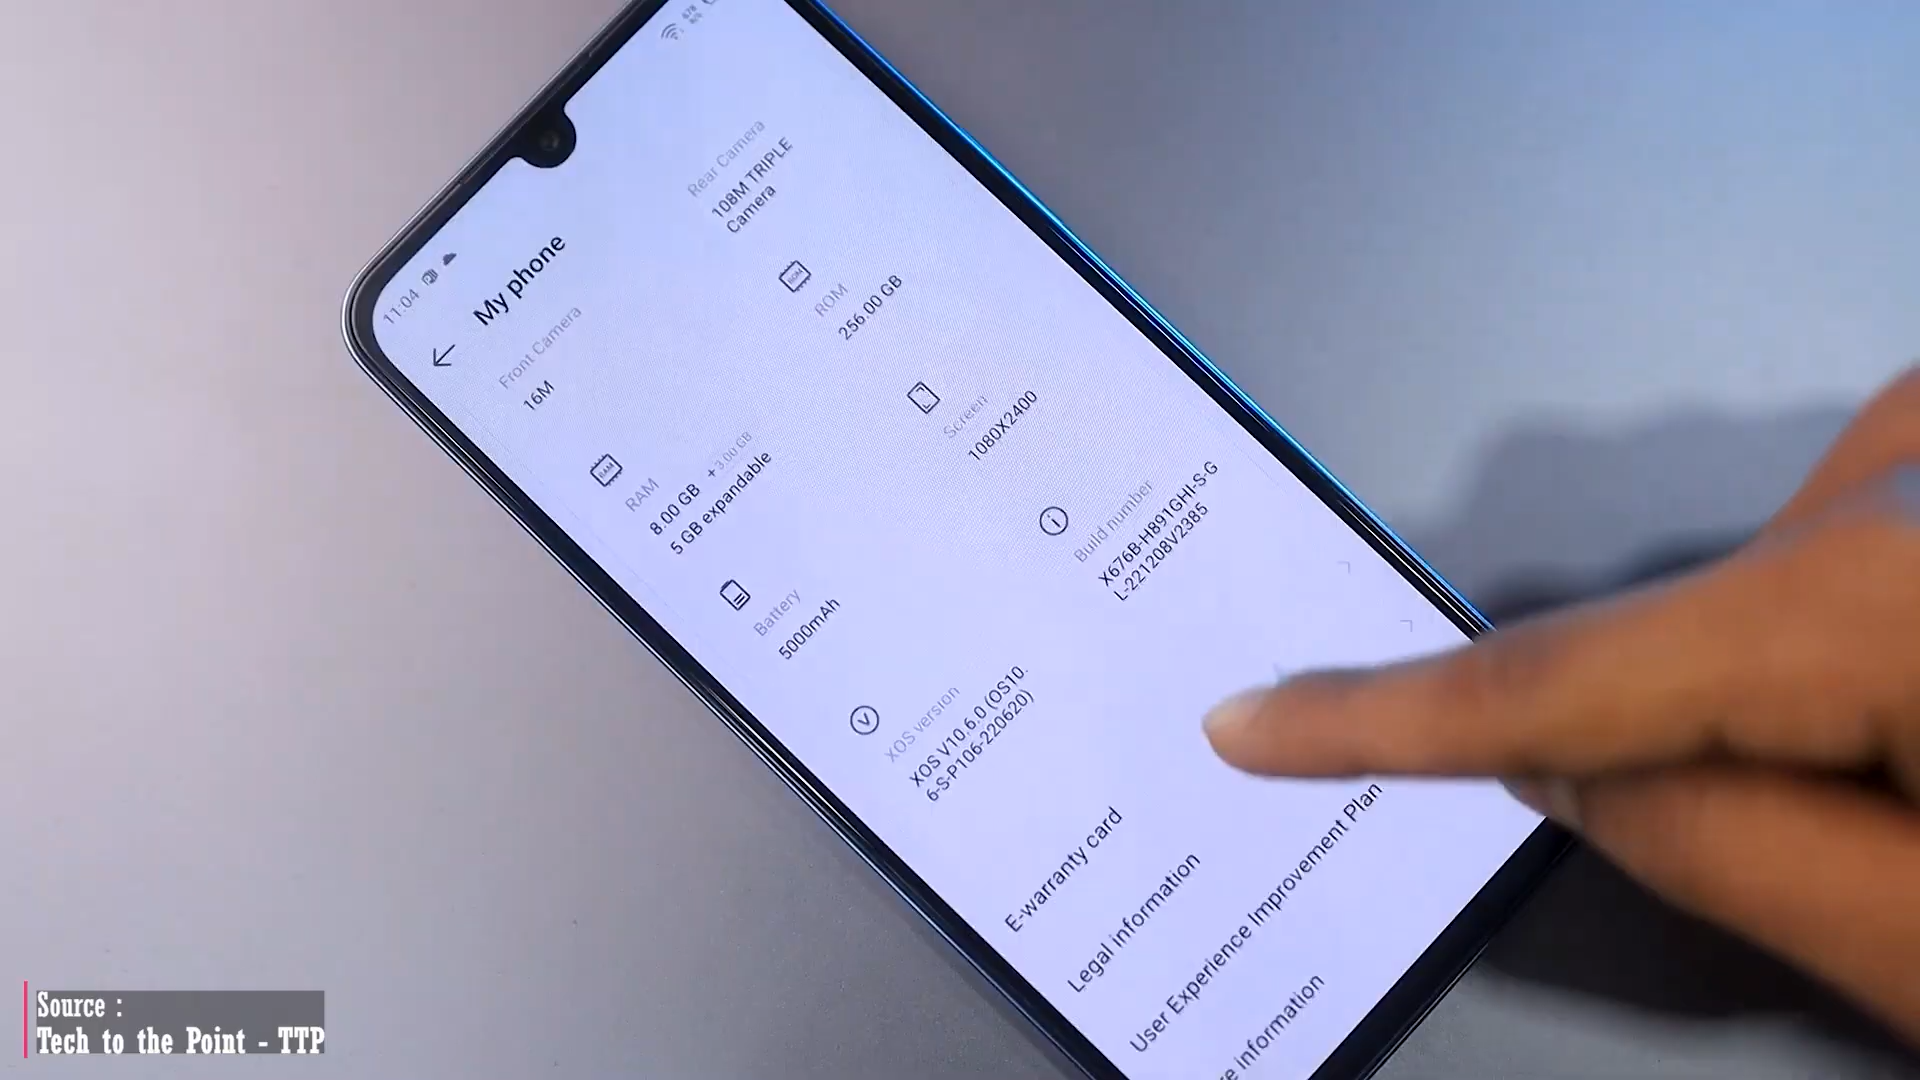 11:04
678
B/s
My phone
Front Camera
16M
Rear Camera
108M TRIPLE
Camera
RAM
RAM
8.00 GB +3.00 GB
5 GB expandable
ROM
ROM
256.00 GB
Battery
5000mAh
Screen
1080X2400
XOS version
XOS V10.6.0 (OS10.
6-S-P106-220620)
Build number
X676B-H891GHI-S-G
L-221208V2385
E-warranty card
Legal information
User Experience Improvement Plan
e information
Source :
Tech to the Point - TTP